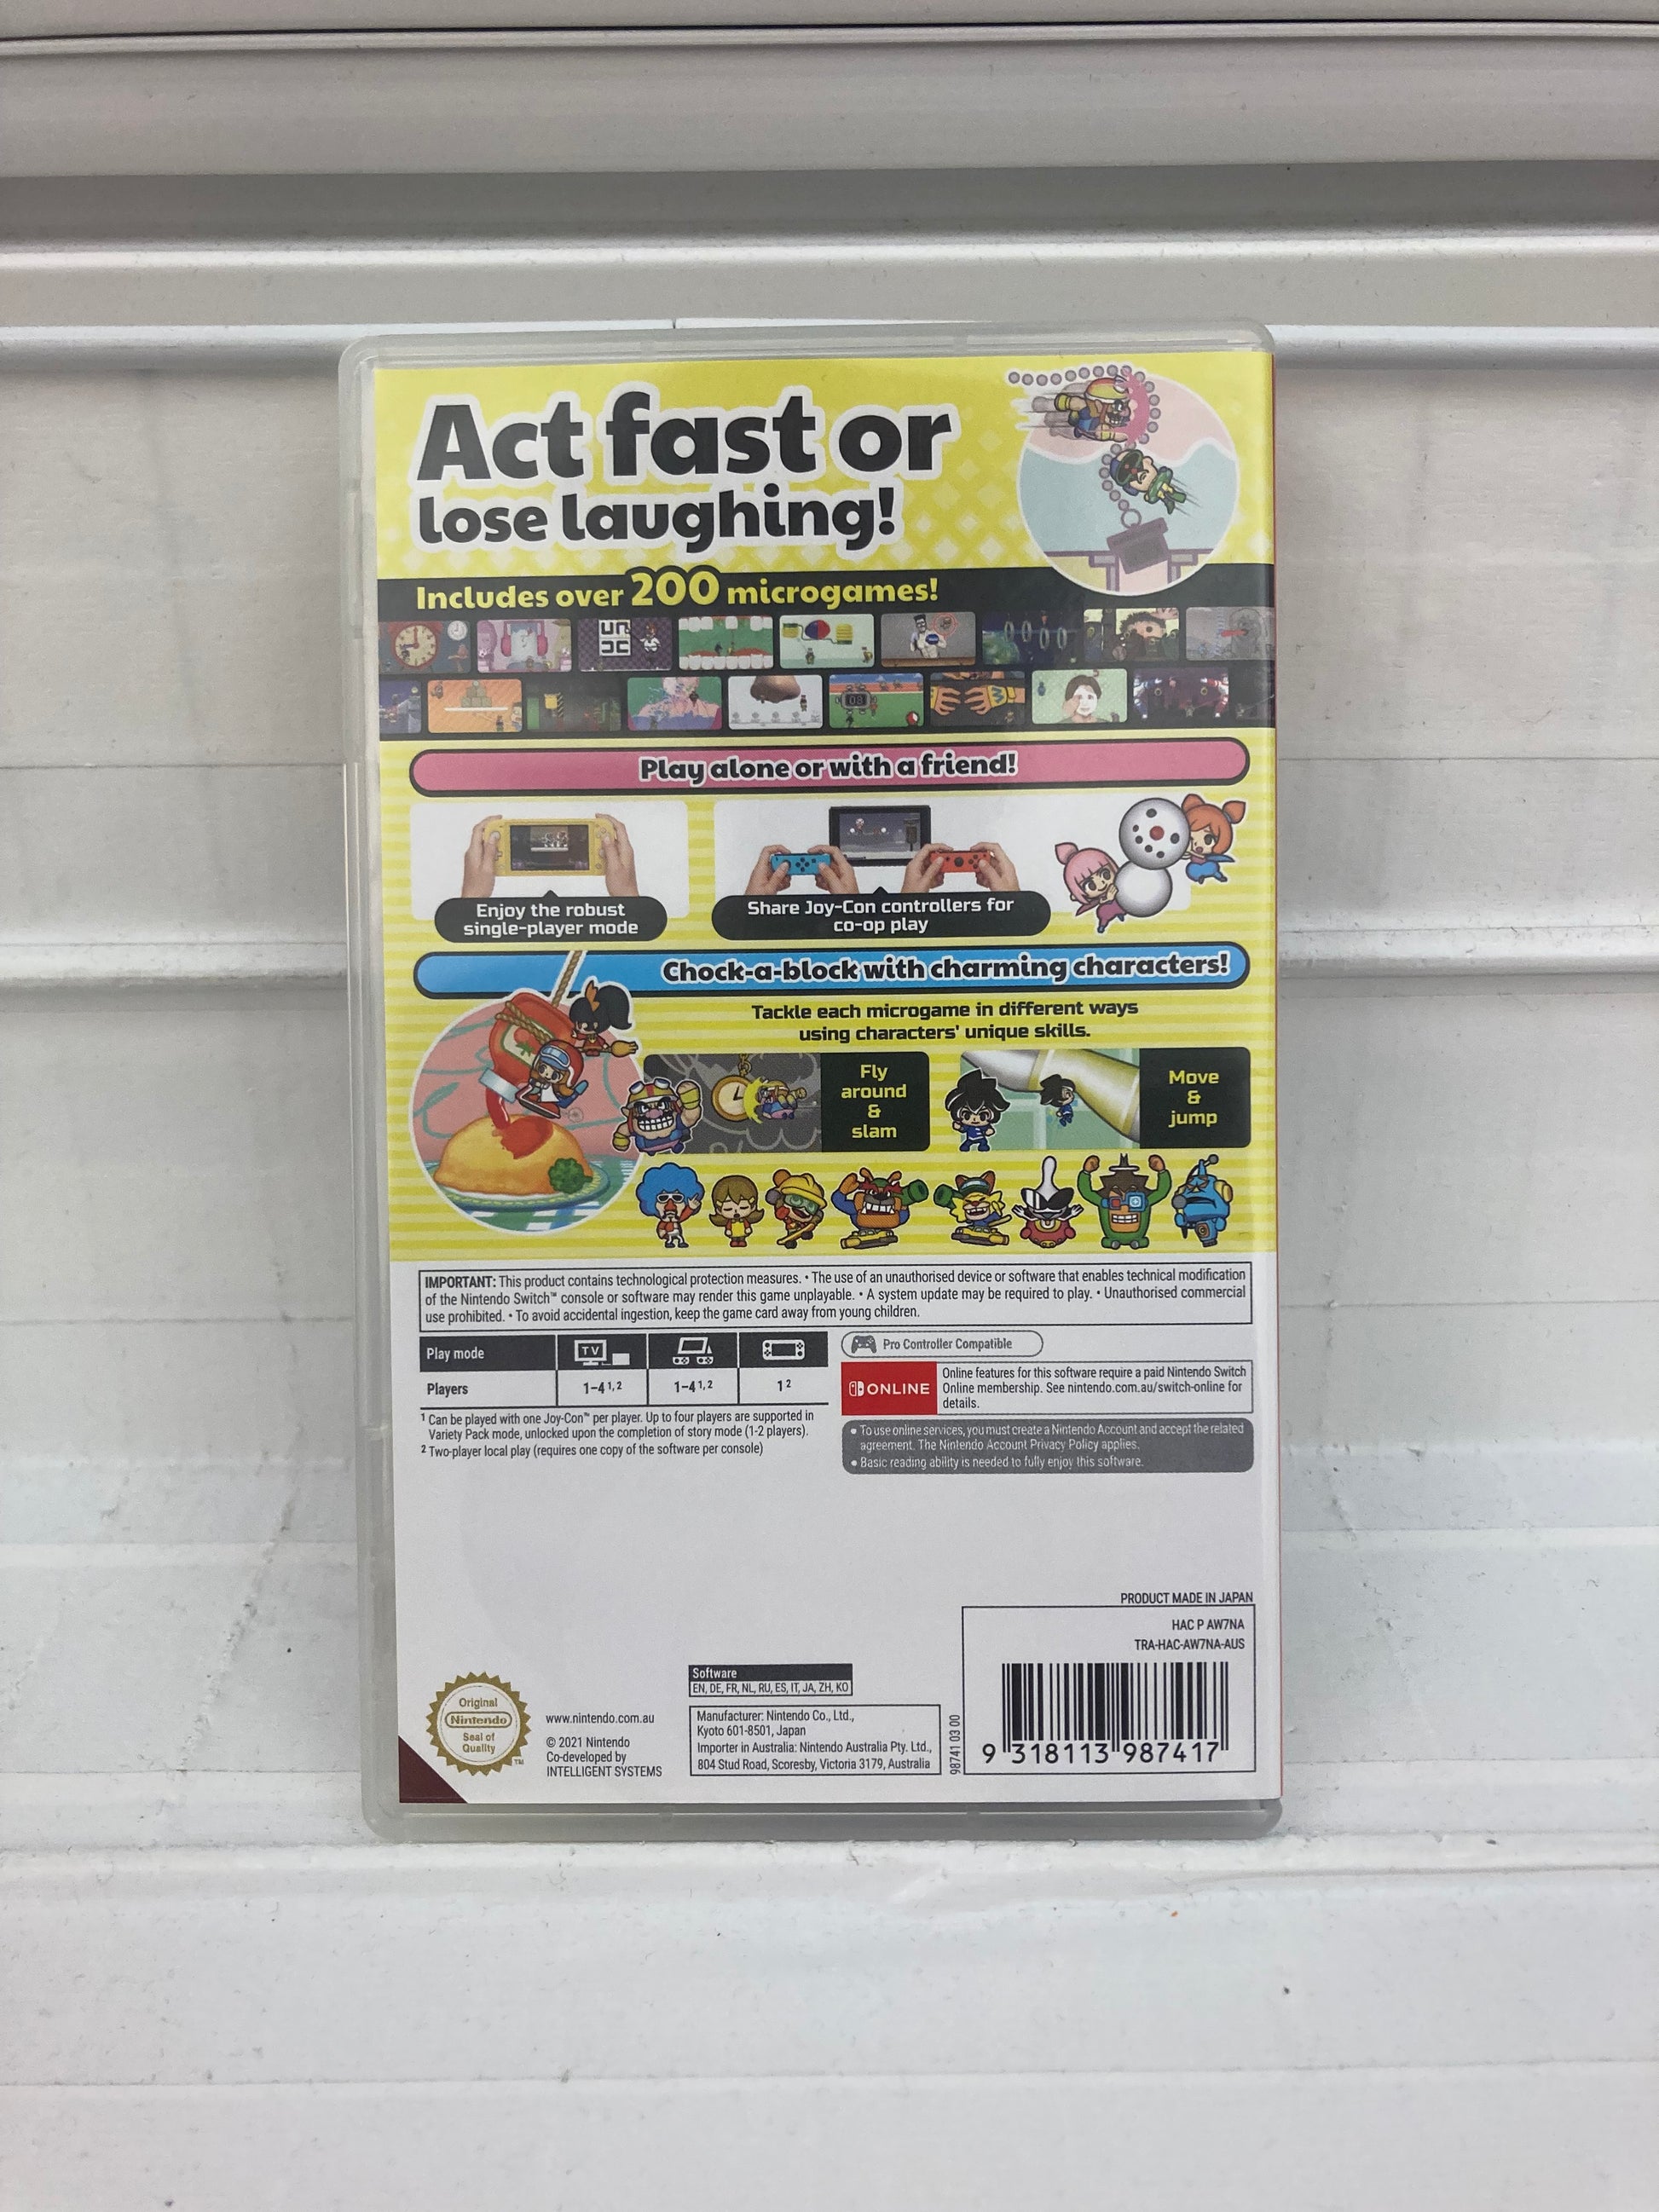 Act fast or
lose laughing!
Includes over 200 microgames!
Play alone or with a friend!
Enjoy the robust
single-player mode
Share Joy-Con controllers for
co-op play
Chock-a-block with charming characters!
Tackle each microgame in different ways
using characters' unique skills.
Fly
around
&
slam
Move
&
jump
IMPORTANT: This product contains technological protection measures. • The use of an unauthorised device or software that enables technical modification
of the Nintendo Switch™ console or software may render this game unplayable. • A system update may be required to play. • Unauthorised commercial
use prohibited. • To avoid accidental ingestion, keep the game card away from young children.
Play mode
TV
Players
1–4 1, 2
1–4 1, 2
1 2
1 Can be played with one Joy-Con™ per player. Up to four players are supported in
Variety Pack mode, unlocked upon the completion of story mode (1-2 players).
2 Two-player local play (requires one copy of the software per console)
Pro Controller Compatible
ONLINE
Online features for this software require a paid Nintendo Switch
Online membership. See nintendo.com.au/switch-online for
details.
• To use online services, you must create a Nintendo Account and accept the related
agreement. The Nintendo Account Privacy Policy applies.
• Basic reading ability is needed to fully enjoy this software.
PRODUCT MADE IN JAPAN
HAC P AW7NA
TRA-HAC-AW7NA-AUS
Original
Nintendo
Seal of
Quality
TM
www.nintendo.com.au
© 2021 Nintendo
Co-developed by
INTELLIGENT SYSTEMS
Software
EN, DE, FR, NL, RU, ES, IT, JA, ZH, KO
Manufacturer: Nintendo Co., Ltd.,
Kyoto 601-8501, Japan
Importer in Australia: Nintendo Australia Pty. Ltd.,
804 Stud Road, Scoresby, Victoria 3179, Australia
98741 03 00
9 318113 987417